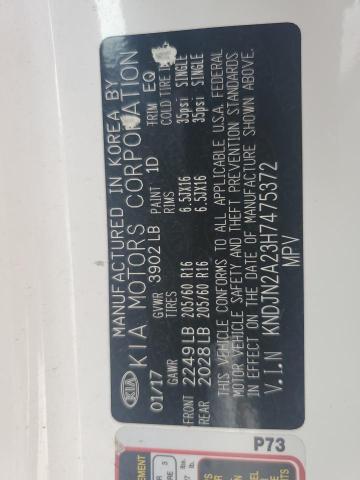 MANUFACTURED IN KOREA BY
KIA KIA MOTORS CORPORATION
01/17 GVWR 3902LB PAINT 1D TRIM EQ
GAWR TIRES RIMS COLD TIRE
FRONT 2249LB 205/60 R16 6.5JX16 35psi SINGLE
REAR 2028LB 205/60 R16 6.5JX16 35psi SINGLE
THIS VEHICLE CONFORMS TO ALL APPLICABLE U.S.A. FEDERAL
MOTOR VEHICLE SAFETY AND THEFT PREVENTION STANDARDS
IN EFFECT ON THE DATE OF MANUFACTURE SHOWN ABOVE.
V.I.N KNDJN2A23H7475372
MPV
P73